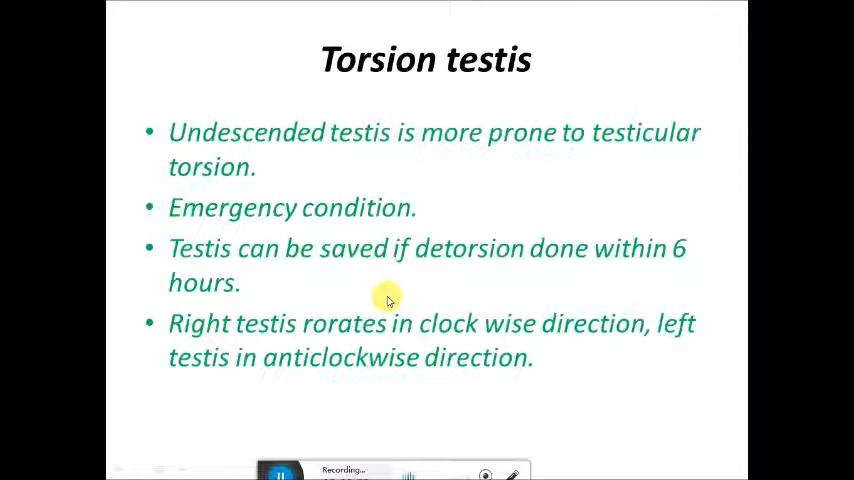 Torsion testis
• Undescended testis is more prone to testicular
torsion.
• Emergency condition.
• Testis can be saved if detorsion done within 6
hours.
• Right testis rorates in clock wise direction, left
testis in anticlockwise direction.
Recording...